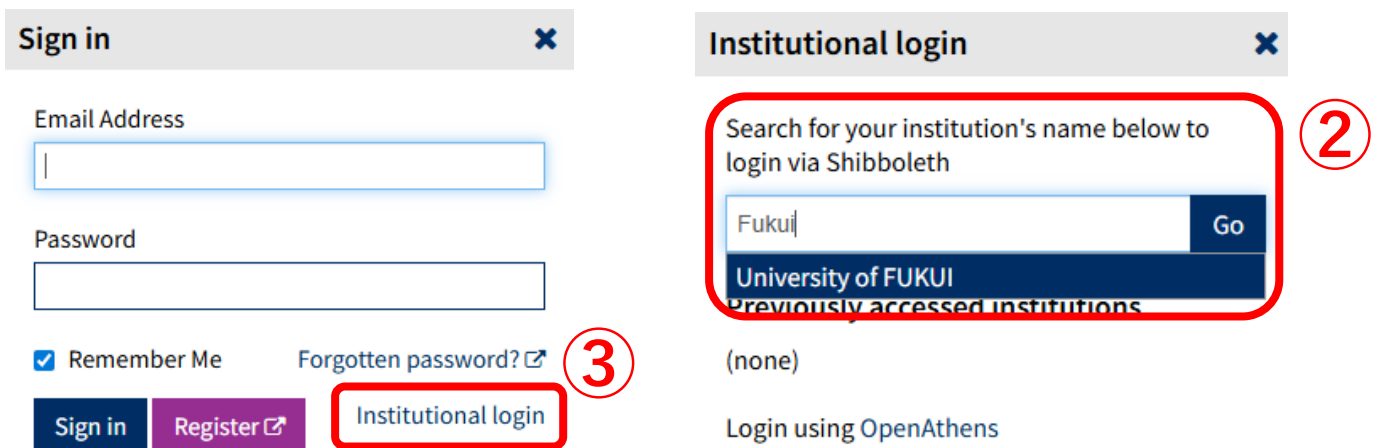 Sign in
Email Address
Password
Remember Me
Forgotten password?
③
Institutional login
Sign in
Register
Institutional login
②
Search for your institution's name below to
login via Shibboleth
Fukui
Go
University of FUKUI
Previously accessed institutions
(none)
Login using OpenAthens